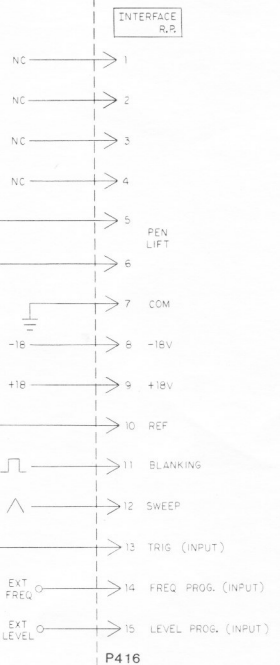 INTERFACE
R.P.
NC 1
NC 2
NC 3
NC 4
5
PEN
LIFT
6
7 COM
-18 8 -18V
+18 9 +18V
10 REF
11 BLANKING
12 SWEEP
13 TRIG (INPUT)
EXT
FREQ 14 FREQ PROG. (INPUT)
EXT
LEVEL 15 LEVEL PROG. (INPUT)
P416